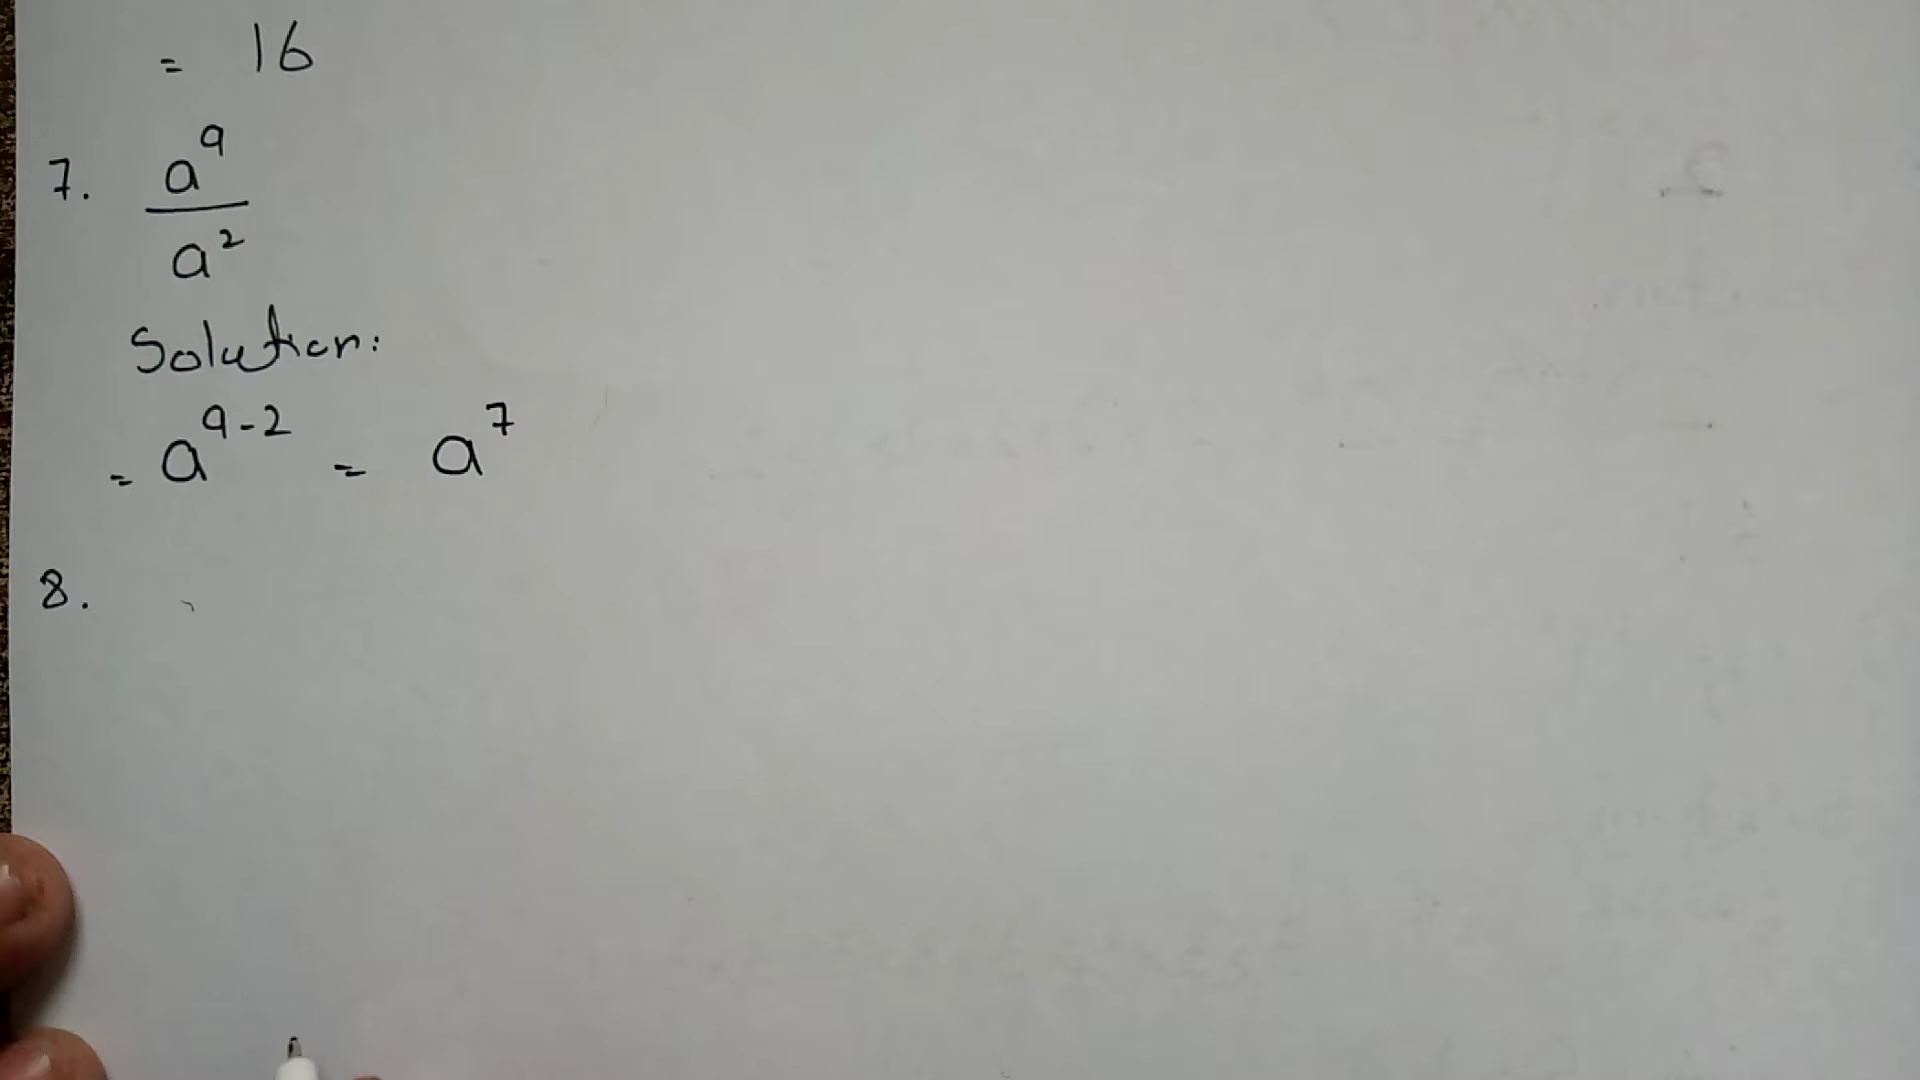 = 16
7. a⁹
a²
Solution:
= a⁹⁻² = a⁷
8.